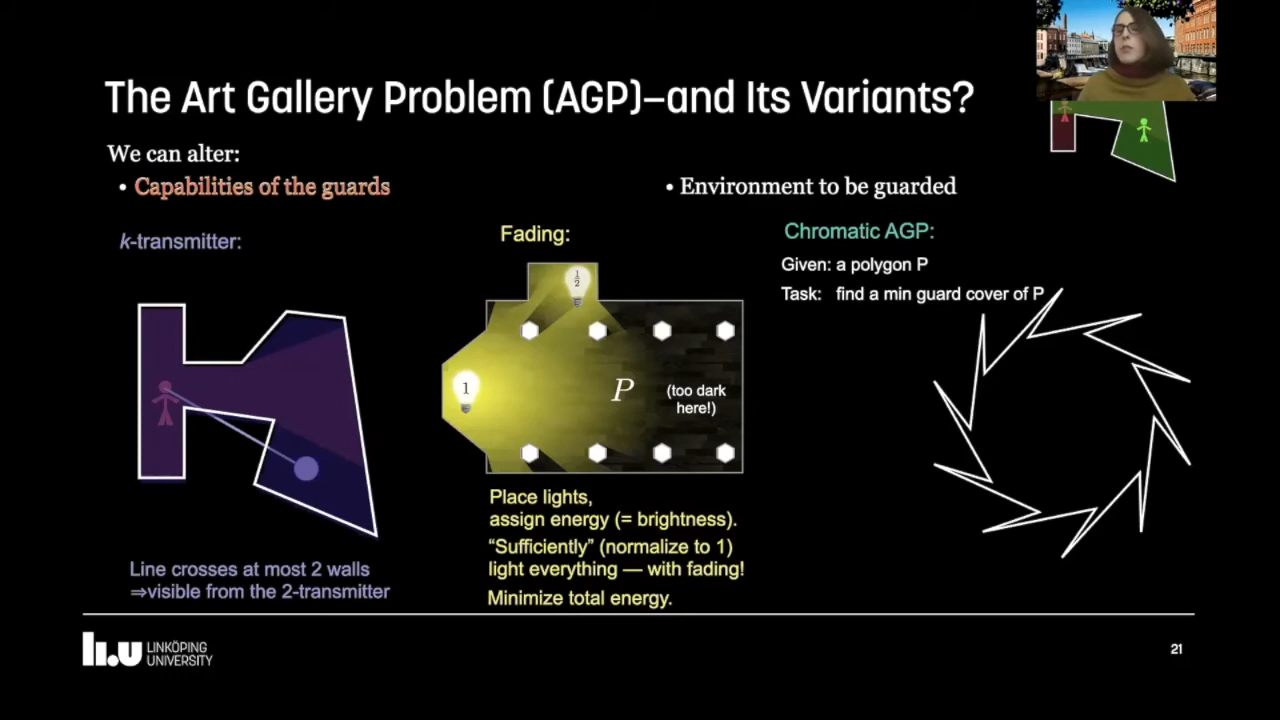 The Art Gallery Problem (AGP)–and Its Variants?
We can alter:
• Capabilities of the guards
• Environment to be guarded
k-transmitter:
Line crosses at most 2 walls
⇒visible from the 2-transmitter
Fading:
1/2
1
P
(too dark
here!)
Place lights,
assign energy (= brightness).
“Sufficiently” (normalize to 1)
light everything — with fading!
Minimize total energy.
Chromatic AGP:
Given: a polygon P
Task: find a min guard cover of P
li.u LINKÖPING
UNIVERSITY
21